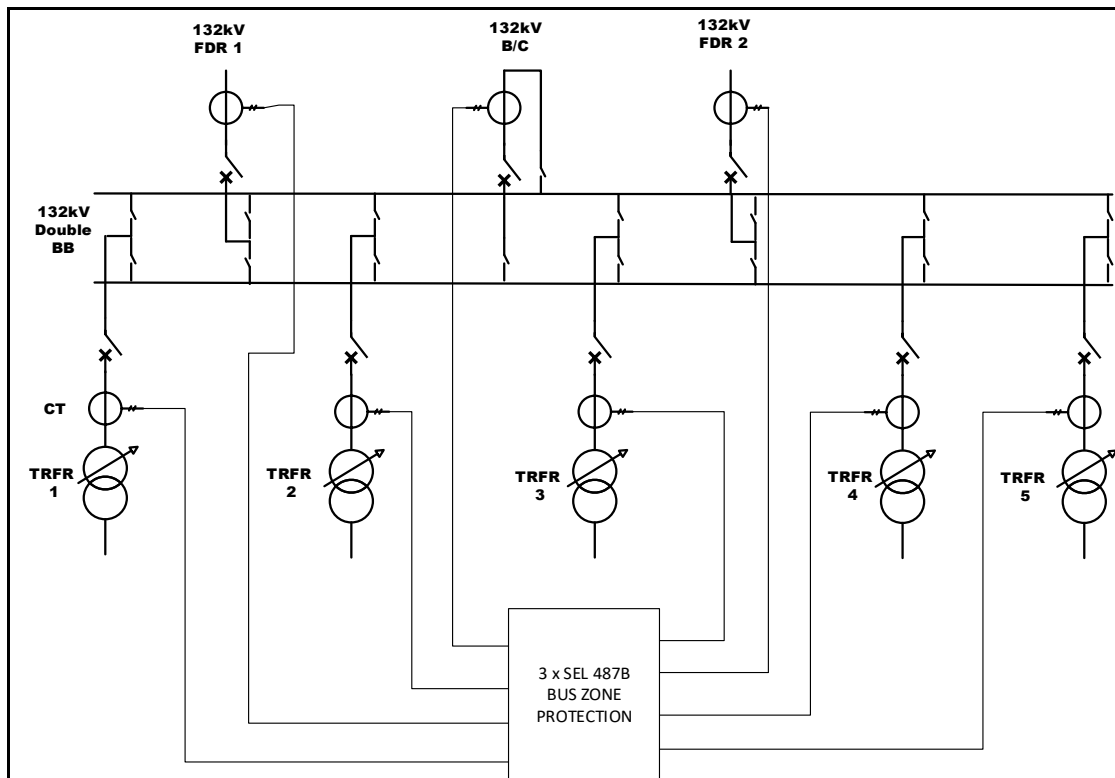 132kV
FDR 1
132kV
B/C
132kV
FDR 2
132kV
Double
BB
CT
TRFR
1
TRFR
2
TRFR
3
TRFR
4
TRFR
5
3 x SEL 487B
BUS ZONE
PROTECTION